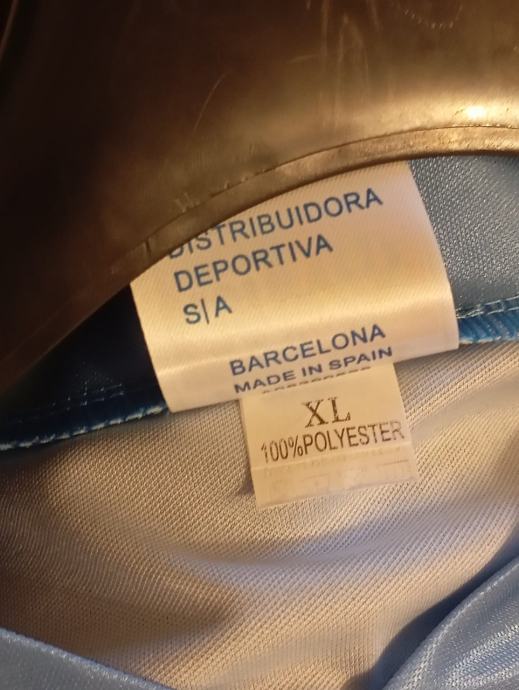 DISTRIBUIDORA
DEPORTIVA
S|A
BARCELONA
MADE IN SPAIN
XL
100%POLYESTER